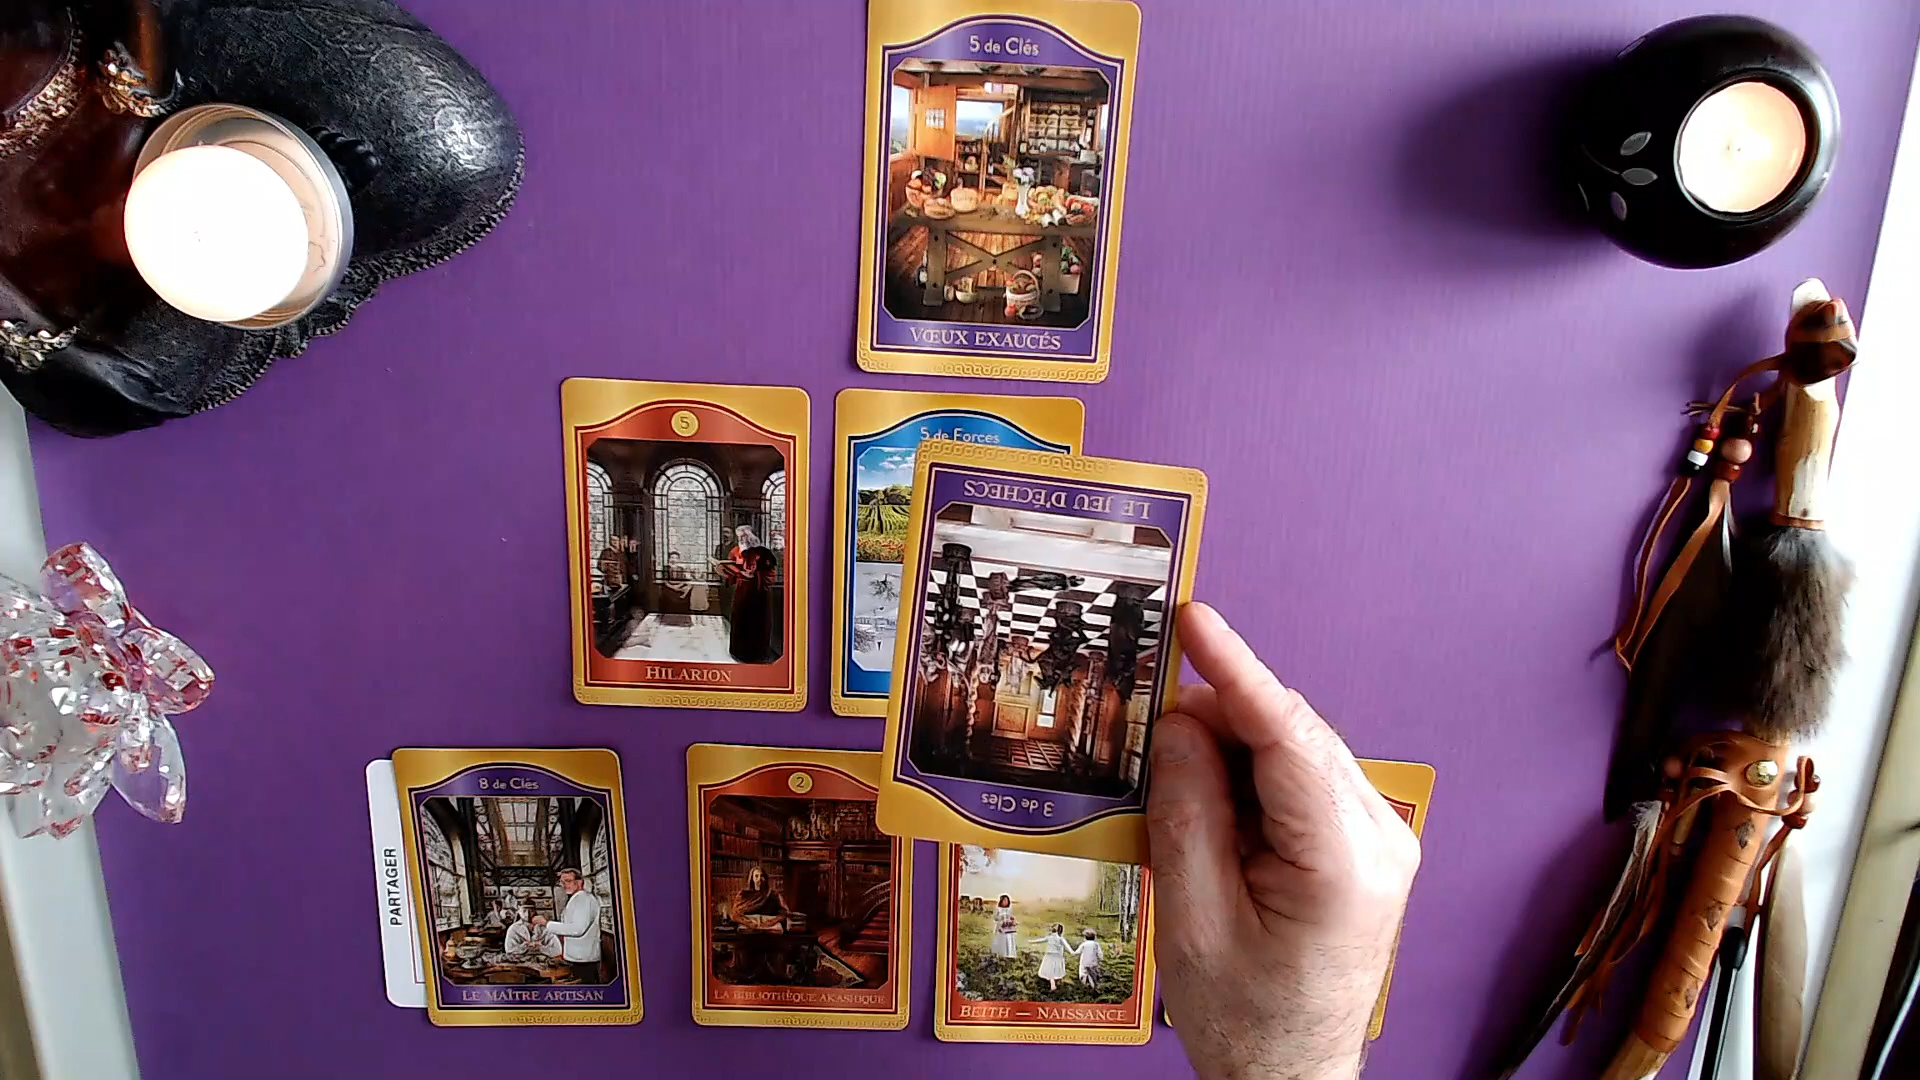 5 de Clés
VŒUX EXAUCÉS
5
HILARION
5 de Forces
LE JEU D'ÉCHECS
3 de Clés
PARTAGER
8 de Clés
LE MAÎTRE ARTISAN
2
LA BIBLIOTHÈQUE AKASHIQUE
BEITH — NAISSANCE